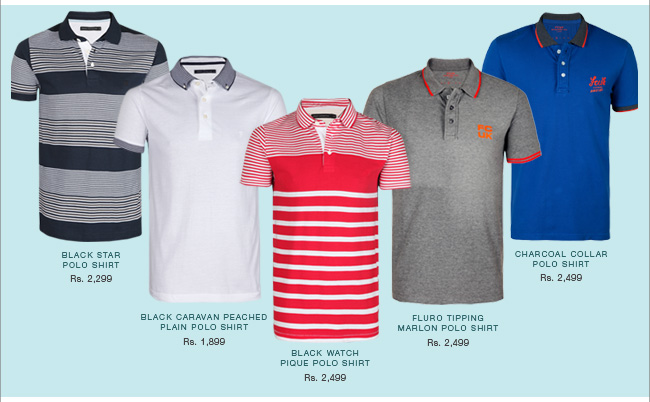 BLACK STAR
POLO SHIRT
Rs. 2,299
BLACK CARAVAN PEACHED
PLAIN POLO SHIRT
Rs. 1,899
BLACK WATCH
PIQUE POLO SHIRT
Rs. 2,499
FLURO TIPPING
MARLON POLO SHIRT
Rs. 2,499
CHARCOAL COLLAR
POLO SHIRT
Rs. 2,499